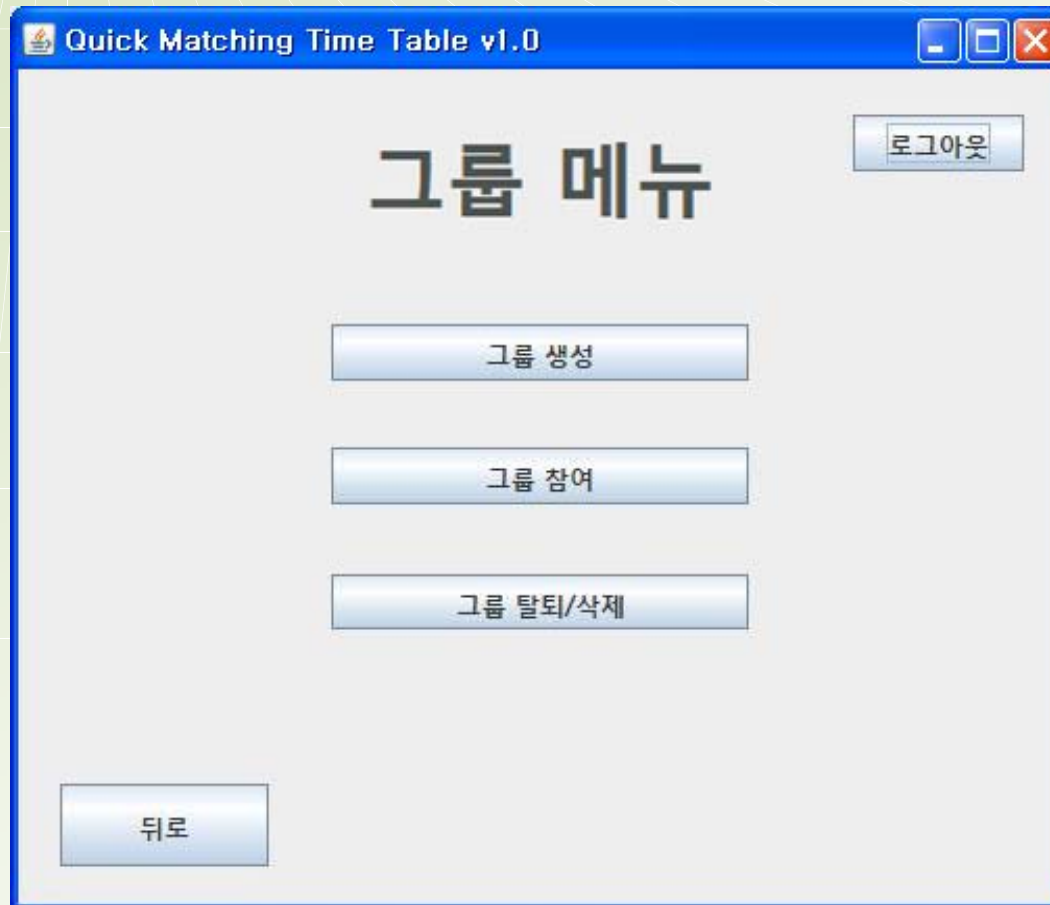 Quick Matching Time Table v1.0
로그아웃
그룹 메뉴
그룹 생성
그룹 참여
그룹 탈퇴/삭제
뒤로